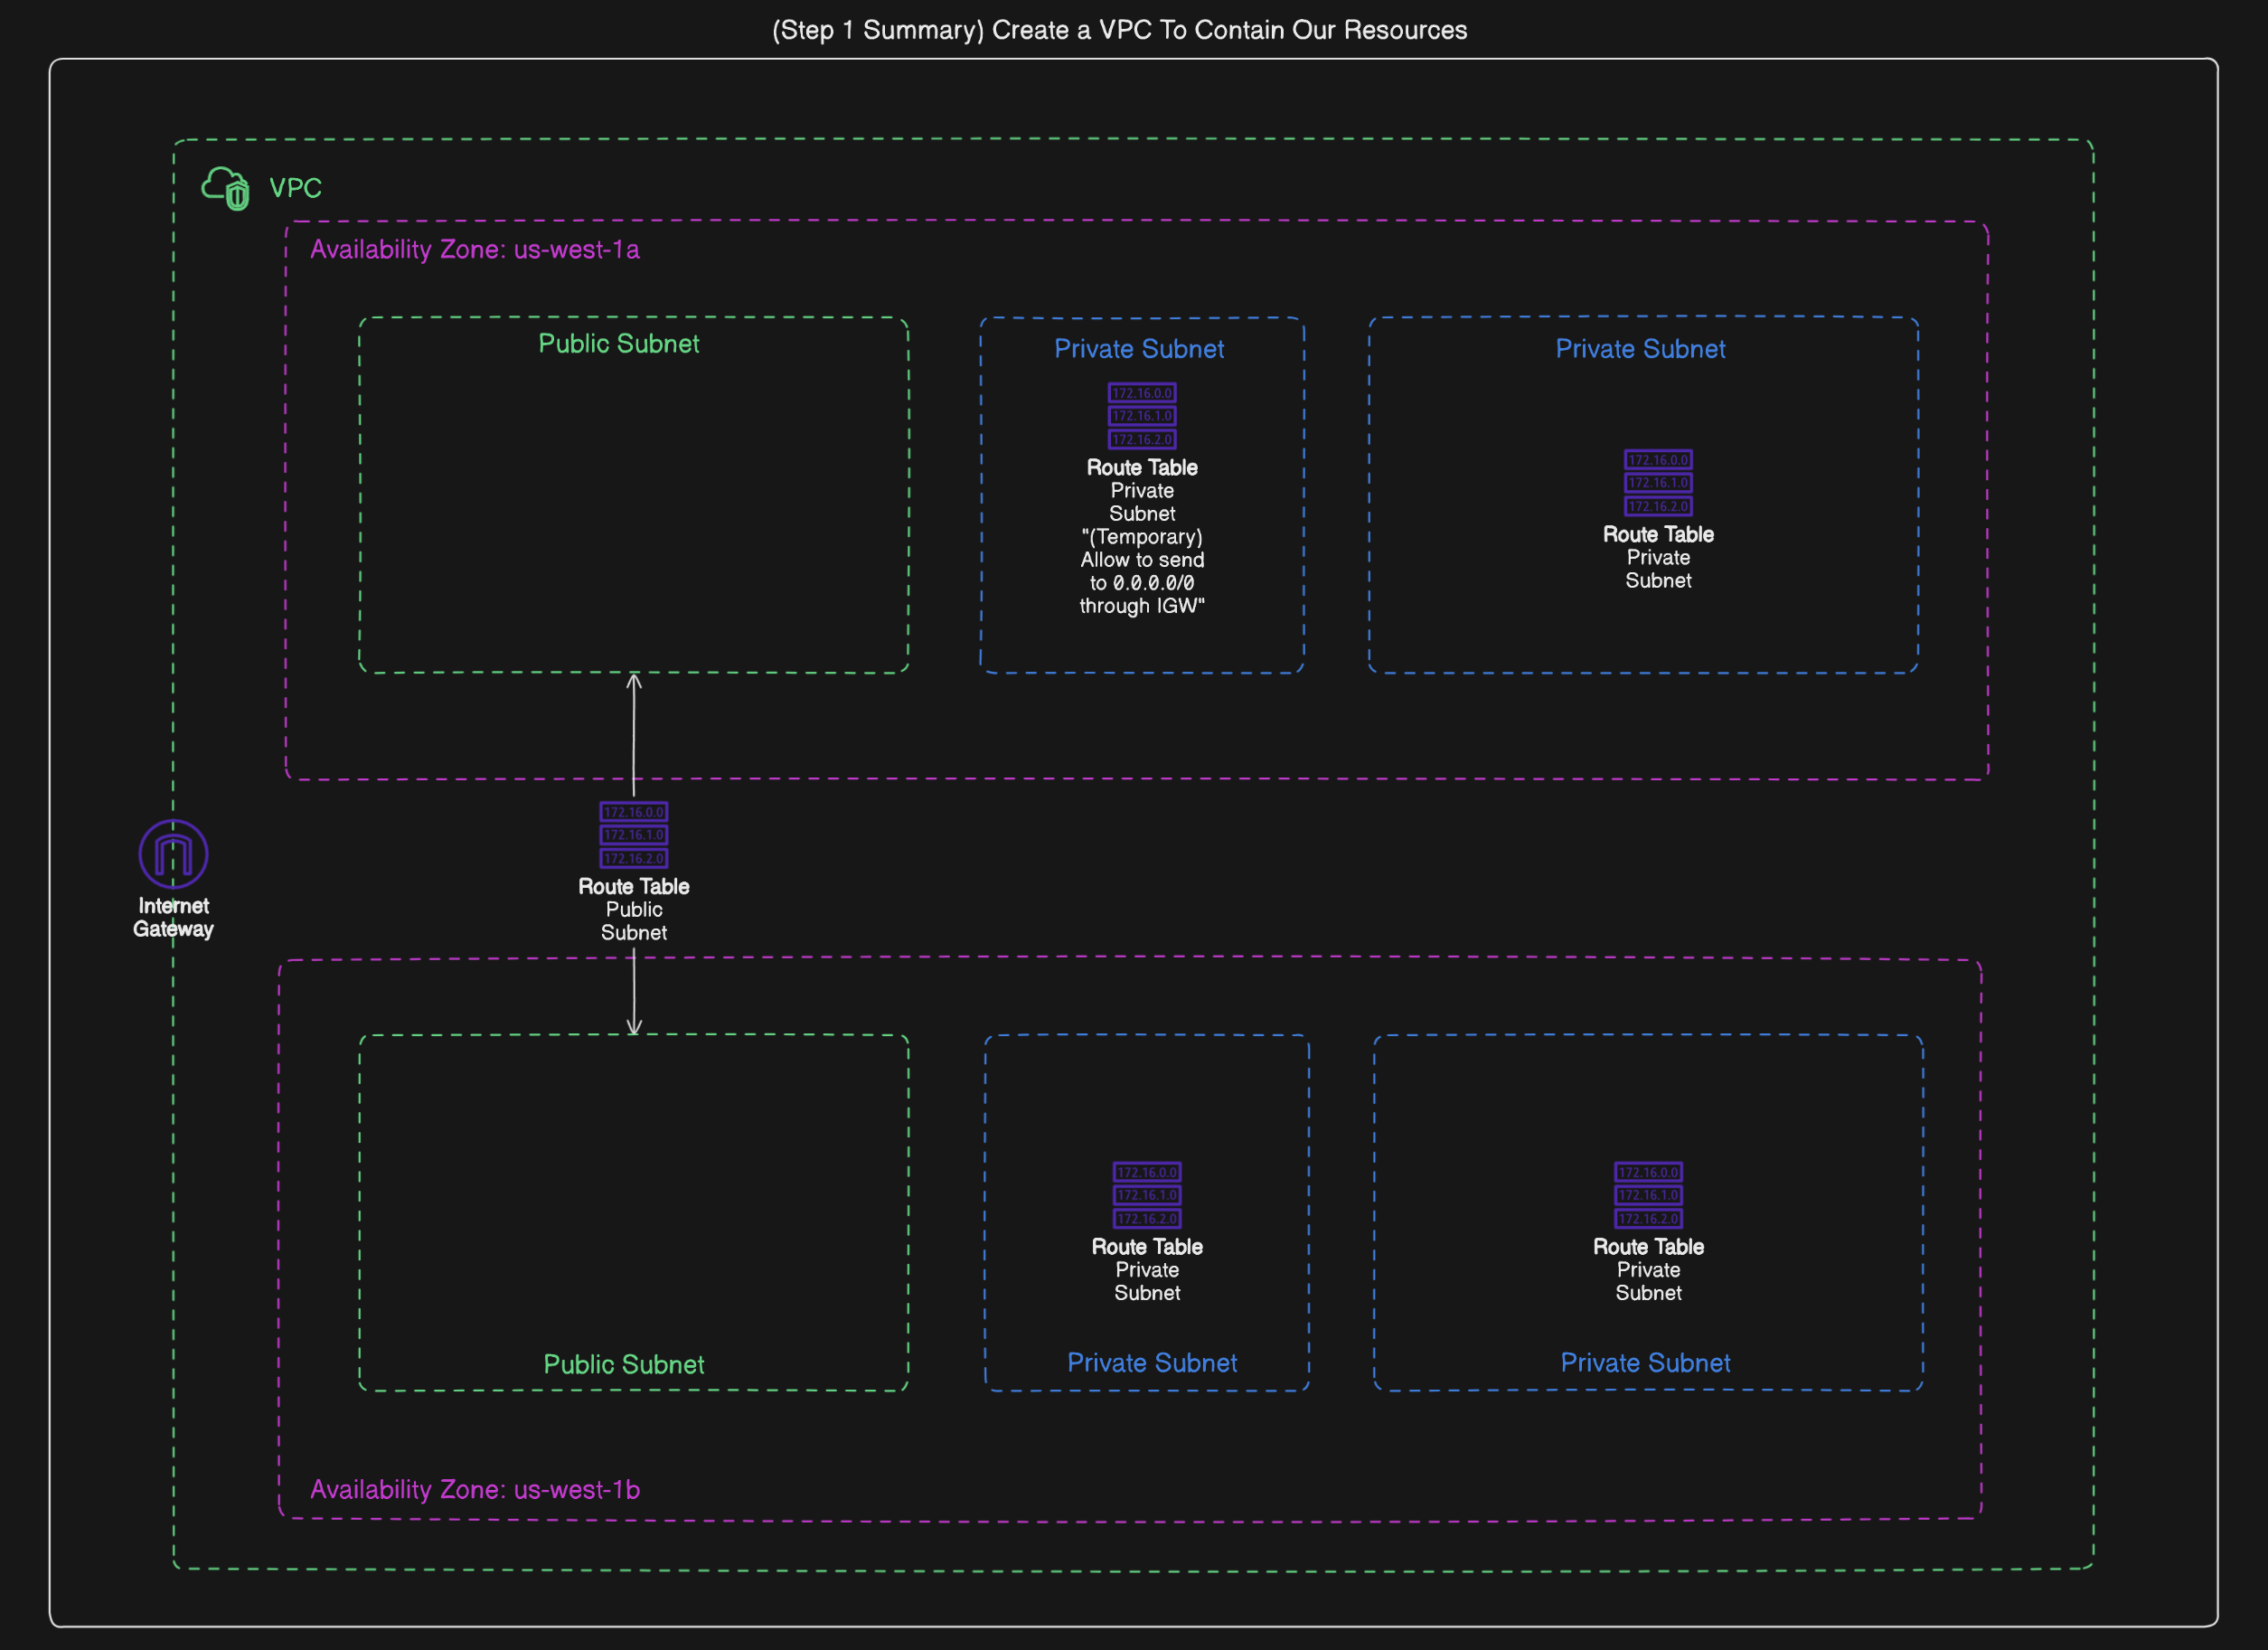 (Step 1 Summary) Create a VPC To Contain Our Resources
VPC
Availability Zone: us-west-1a
Public Subnet
Private Subnet
172.16.0.0
172.16.1.0
172.16.2.0
Route Table
Private
Subnet
"(Temporary)
Allow to send
to 0.0.0.0/0
through IGW"
Private Subnet
172.16.0.0
172.16.1.0
172.16.2.0
Route Table
Private
Subnet
172.16.0.0
172.16.1.0
172.16.2.0
Route Table
Public
Subnet
Internet
Gateway
Public Subnet
172.16.0.0
172.16.1.0
172.16.2.0
Route Table
Private
Subnet
Private Subnet
172.16.0.0
172.16.1.0
172.16.2.0
Route Table
Private
Subnet
Private Subnet
Availability Zone: us-west-1b